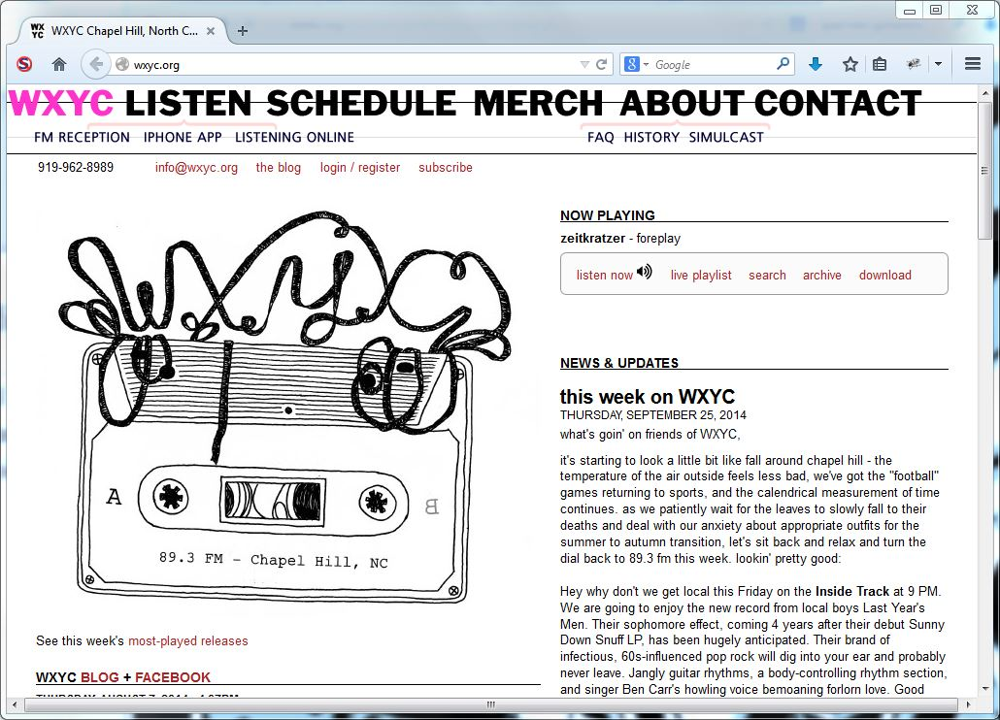 WXYC Chapel Hill, North C...
wxyc.org
Google
WXYC LISTEN SCHEDULE MERCH ABOUT CONTACT
FM RECEPTION IPHONE APP LISTENING ONLINE FAQ HISTORY SIMULCAST
919-962-8989 info@wxyc.org the blog login / register subscribe
WXYC
A
B
89.3 FM - Chapel Hill, NC
See this week's most-played releases
WXYC BLOG + FACEBOOK
NOW PLAYING
zeitkratzer - foreplay
listen now live playlist search archive download
NEWS & UPDATES
this week on WXYC
THURSDAY, SEPTEMBER 25, 2014
what's goin' on friends of WXYC,
it's starting to look a little bit like fall around chapel hill - the
temperature of the air outside feels less bad, we've got the "football"
games returning to sports, and the calendrical measurement of time
continues. as we patiently wait for the leaves to slowly fall to their
deaths and deal with our anxiety about appropriate outfits for the
summer to autumn transition, let's sit back and relax and turn the
dial back to 89.3 fm this week. lookin' pretty good:
Hey why don't we get local this Friday on the Inside Track at 9 PM.
We are going to enjoy the new record from local boys Last Year's
Men. Their sophomore effect, coming 4 years after their debut Sunny
Down Snuff LP, has been hugely anticipated. Their brand of
infectious, 60s-influenced pop rock will dig into your ear and probably
never leave. Jangly guitar rhythms, a body-controlling rhythm section,
and singer Ben Carr's howling voice bemoaning forlorn love. Good